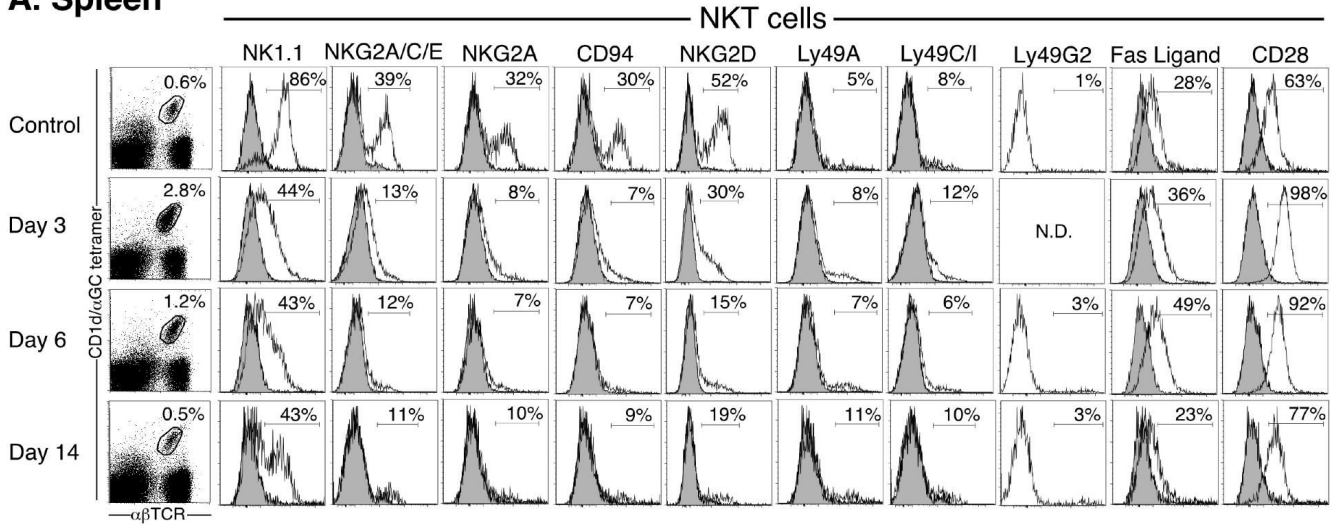 A. Spleen
NKT cells
NK1.1 NKG2A/C/E NKG2A CD94 NKG2D Ly49A Ly49C/I Ly49G2 Fas Ligand CD28
Control 0.6% 86% 39% 32% 30% 52% 5% 8% 1% 28% 63%
Day 3 2.8% 44% 13% 8% 7% 30% 8% 12% N.D. 36% 98%
Day 6 1.2% 43% 12% 7% 7% 15% 7% 6% 3% 49% 92%
Day 14 0.5% 43% 11% 10% 9% 19% 11% 10% 3% 23% 77%
CD1d/αGC tetramer
αβTCR